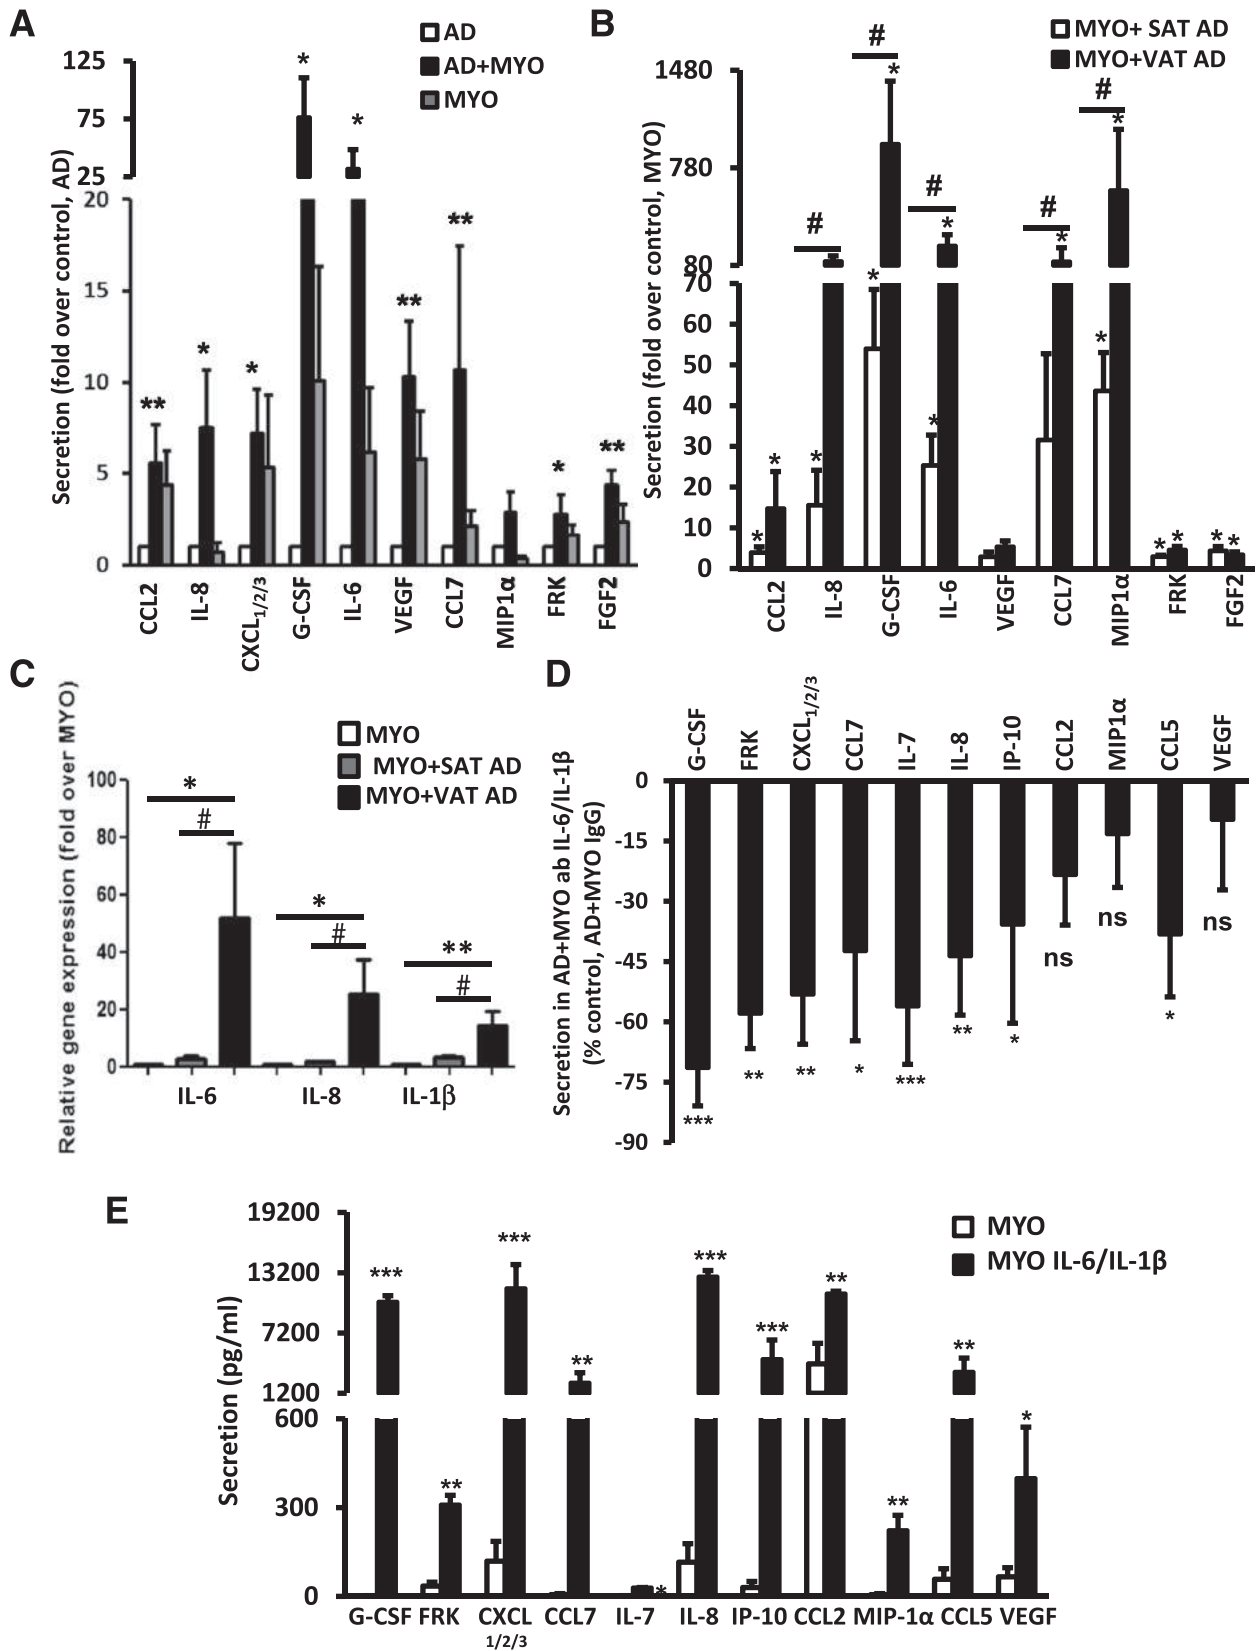 A
AD
AD+MYO
MYO
Secretion (fold over control, AD)
125
75
25
20
15
10
5
0
** * * * * ** ** * **
CCL2 IL-8 CXCL1/2/3 G-CSF IL-6 VEGF CCL7 MIP1α FRK FGF2
B
MYO+ SAT AD
MYO+VAT AD
Secretion (fold over control, MYO)
1480
780
80
70
60
50
40
30
20
10
0
# # # # #
* * * * * * * * * * * * * *
CCL2 IL-8 G-CSF IL-6 VEGF CCL7 MIP1α FRK FGF2
C
MYO
MYO+SAT AD
MYO+VAT AD
Relative gene expression (fold over MYO)
100
80
60
40
20
0
* * **
# # #
IL-6 IL-8 IL-1β
D
G-CSF FRK CXCL1/2/3 CCL7 IL-7 IL-8 IP-10 CCL2 MIP1α CCL5 VEGF
Secretion in AD+MYO ab IL-6/IL-1β
(% control, AD+MYO IgG)
0
-15
-30
-45
-60
-75
-90
*** ** ** * *** ** * ns ns * ns
E
MYO
MYO IL-6/IL-1β
Secretion (pg/ml)
19200
13200
7200
1200
600
300
0
*** ** *** ** * *** *** ** ** ** *
G-CSF FRK CXCL CCL7 IL-7 IL-8 IP-10 CCL2 MIP-1α CCL5 VEGF
1/2/3